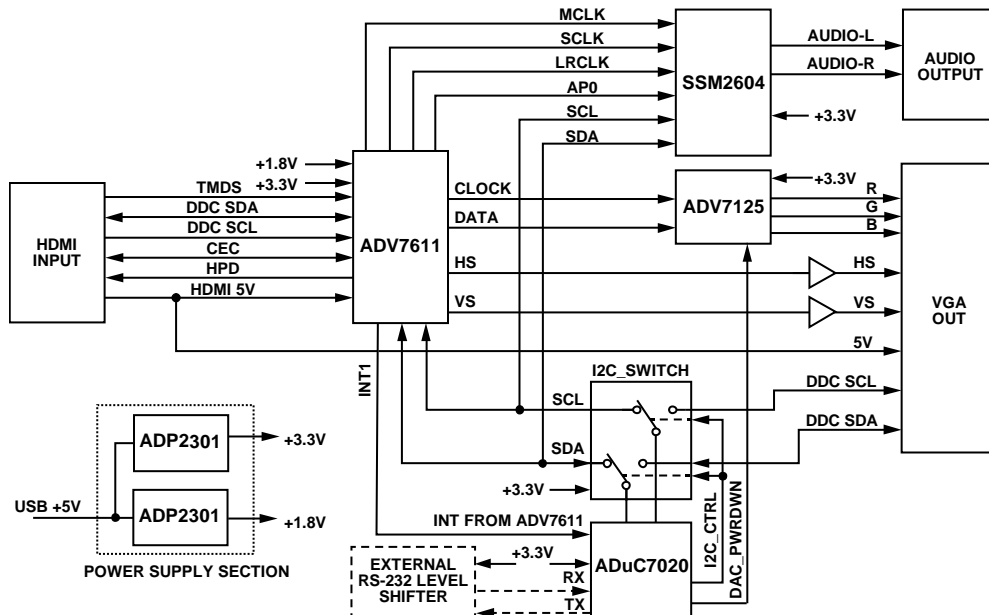 MCLK
SCLK
LRCLK
AP0
SCL
SDA
SSM2604
AUDIO-L
AUDIO-R
+3.3V
AUDIO
OUTPUT
+1.8V
+3.3V
HDMI
INPUT
TMDS
DDC SDA
DDC SCL
CEC
HPD
HDMI 5V
ADV7611
CLOCK
DATA
HS
VS
ADV7125
+3.3V
R
G
B
HS
VS
5V
DDC SCL
DDC SDA
VGA
OUT
INT1
I2C_SWITCH
SCL
SDA
+3.3V
I2C_CTRL
DAC_PWRDWN
USB +5V
ADP2301
+3.3V
ADP2301
+1.8V
POWER SUPPLY SECTION
INT FROM ADV7611
+3.3V
RX
TX
EXTERNAL
RS-232 LEVEL
SHIFTER
ADuC7020